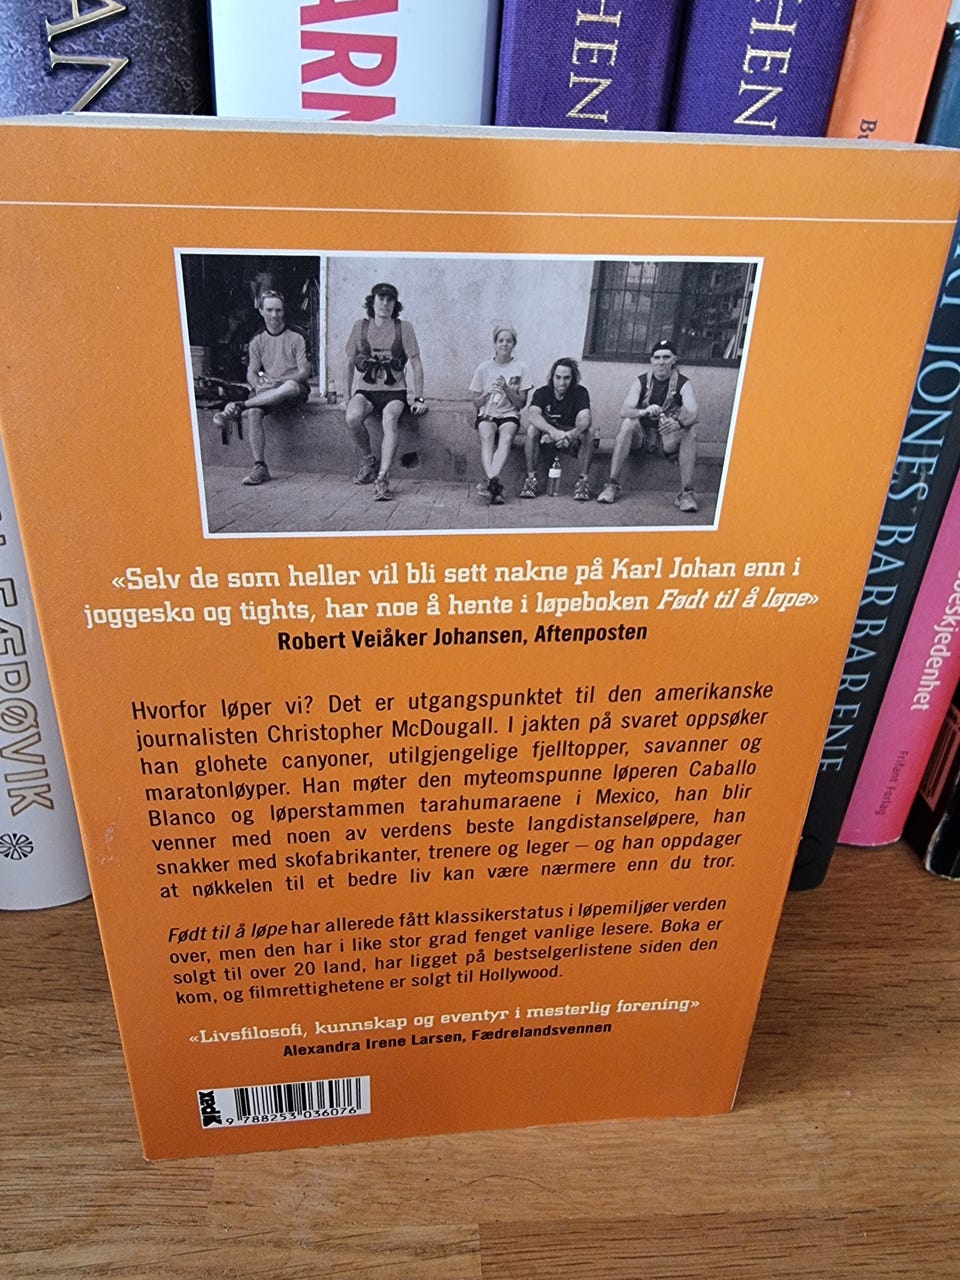 AN
ARN
HEN
CHEN
«Selv de som heller vil bli sett nakne på Karl Johan enn i
joggesko og tights, har noe å hente i løpeboken Født til å løpe»
Robert Veiåker Johansen, Aftenposten
Hvorfor løper vi? Det er utgangspunktet til den amerikanske
journalisten Christopher McDougall. I jakten på svaret oppsøker
han glohete canyoner, utilgjengelige fjelltopper, savanner og
maratonløyper. Han møter den myteomspunne løperen Caballo
Blanco og løperstammen tarahumaraene i Mexico, han blir
venner med noen av verdens beste langdistanseløpere, han
snakker med skofabrikanter, trenere og leger – og han oppdager
at nøkkelen til et bedre liv kan være nærmere enn du tror.
Født til å løpe har allerede fått klassikerstatus i løpemiljøer verden
over, men den har i like stor grad fenget vanlige lesere. Boka er
solgt til over 20 land, har ligget på bestselgerlistene siden den
kom, og filmrettighetene er solgt til Hollywood.
«Livsfilosofi, kunnskap og eventyr i mesterlig forening»
Alexandra Irene Larsen, Fædrelandsvennen
9 788253 036076
JONES' BARBARENE
beskjedenhet
Frifant Forlag